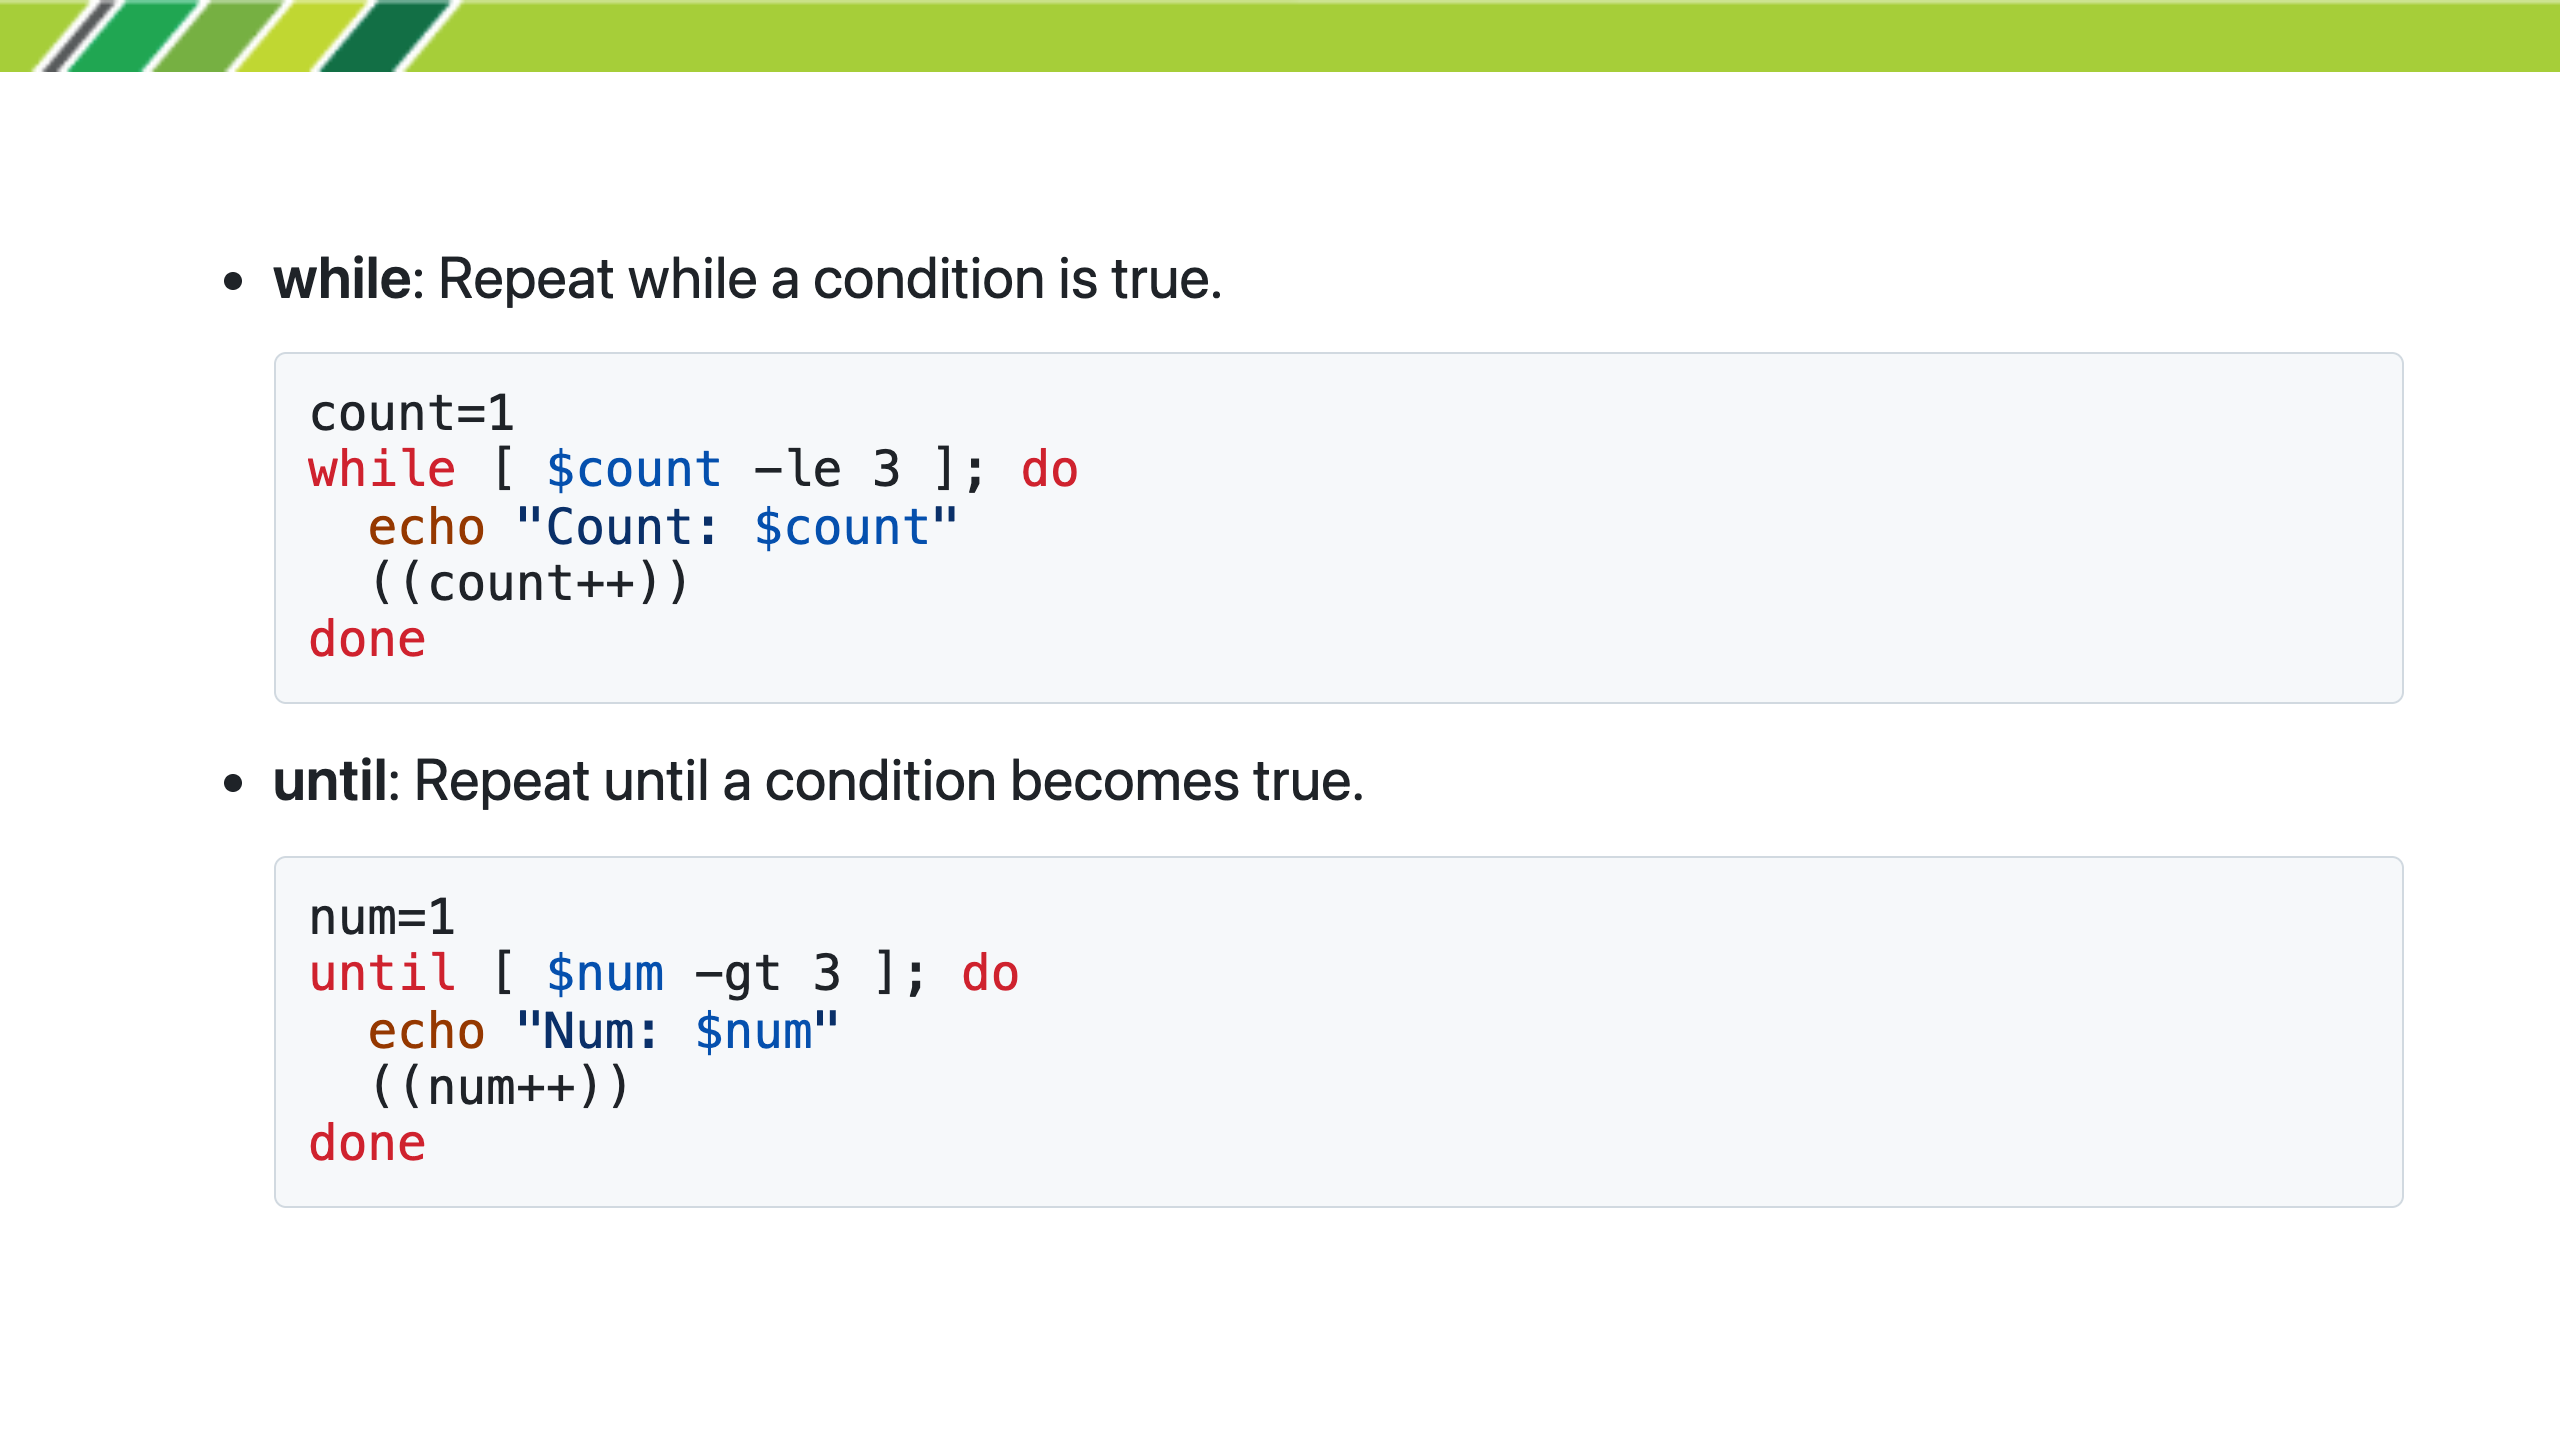 • while: Repeat while a condition is true.
count=1
while [ $count -le 3 ]; do
  echo "Count: $count"
  ((count++))
done
• until: Repeat until a condition becomes true.
num=1
until [ $num -gt 3 ]; do
  echo "Num: $num"
  ((num++))
done